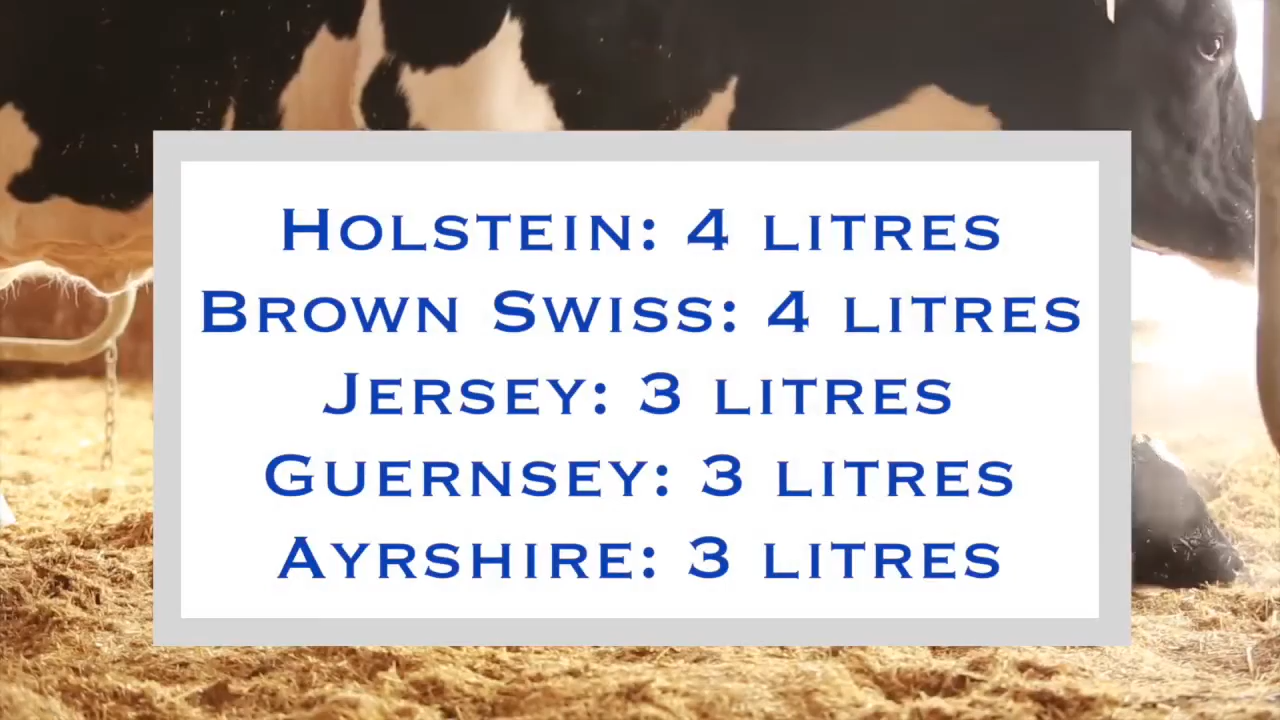 Holstein: 4 litres
Brown Swiss: 4 litres
Jersey: 3 litres
Guernsey: 3 litres
Ayrshire: 3 litres